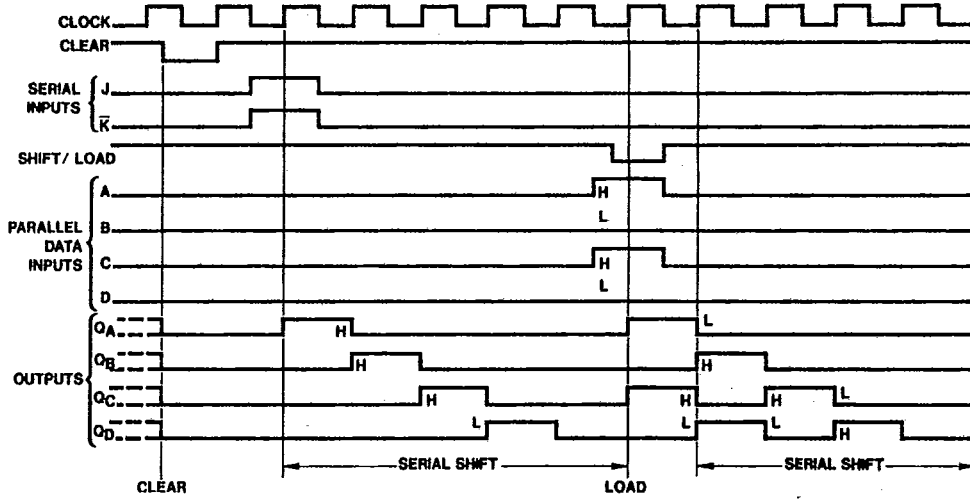 CLOCK
CLEAR
SERIAL
INPUTS
J
K̅
SHIFT/ LOAD
PARALLEL
DATA
INPUTS
A
H
L
B
C
H
L
D
OUTPUTS
QA
H
L
QB
H
H
QC
H
H
H
L
QD
L
L
L
H
SERIAL SHIFT
SERIAL SHIFT
CLEAR
LOAD